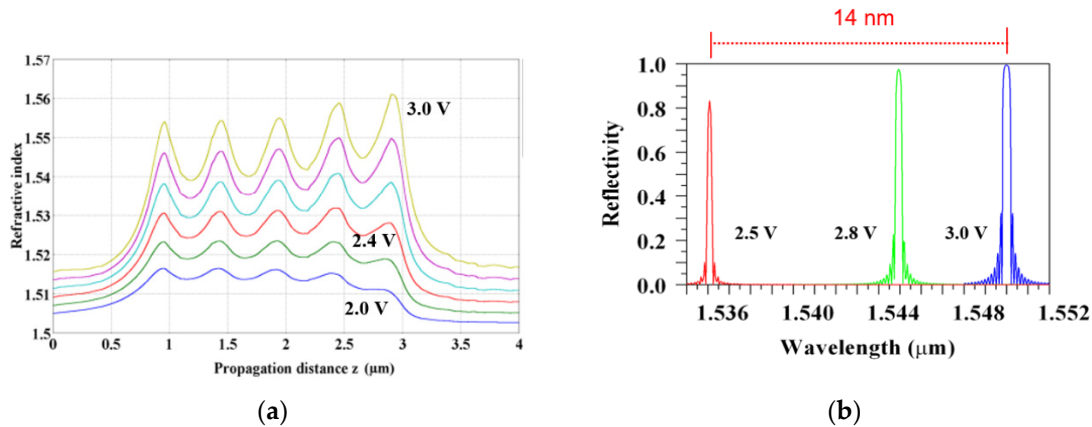 14 nm
1.57
1.56
1.55
1.54
1.53
1.52
1.51
1.5
Refractive index
3.0 V
2.4 V
2.0 V
0 0.5 1 1.5 2 2.5 3 3.5 4
Propagation distance z (μm)
(a)
1.0
0.8
0.6
0.4
0.2
0.0
Reflectivity
2.5 V 2.8 V 3.0 V
1.536 1.540 1.544 1.548 1.552
Wavelength (μm)
(b)